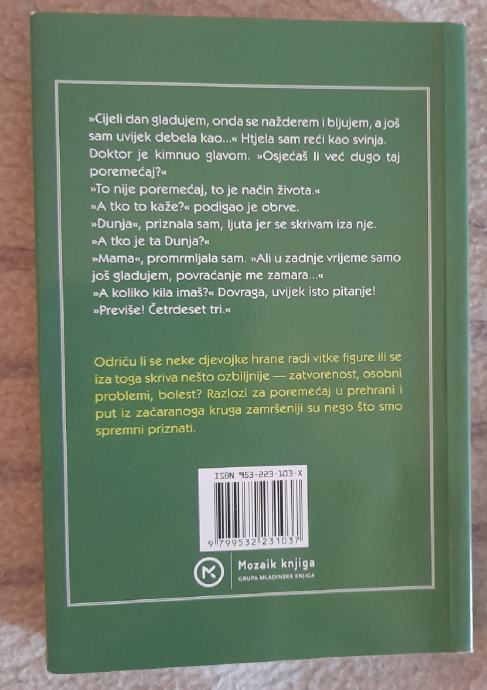 »Cijeli dan gladujem, onda se nažderem i bljujem, a još
sam uvijek debela kao...« Htjela sam reći kao svinja.
Doktor je kimnuo glavom. »Osjećaš li već dugo taj
poremećaj?«
»To nije poremećaj, to je način života.«
»A tko to kaže?« podigao je obrve.
»Dunja«, priznala sam, ljuta jer se skrivam iza nje.
»A tko je ta Dunja?«
»Mama«, promrmljala sam. »Ali u zadnje vrijeme samo
još gladujem, povraćanje me zamara...«
»A koliko kila imaš?« Dovraga, uvijek isto pitanje!
»Previše! Četrdeset tri.«
Odriču li se neke djevojke hrane radi vitke figure ili se
iza toga skriva nešto ozbiljnije — zatvorenost, osobni
problemi, bolest? Razlozi za poremećaj u prehrani i
put iz začaranoga kruga zamršeniji su nego što smo
spremni priznati.
ISBN 953-223-103-X
9 799532 231037
Mozaik knjiga
GRUPA MLADINSKA KNJIGA